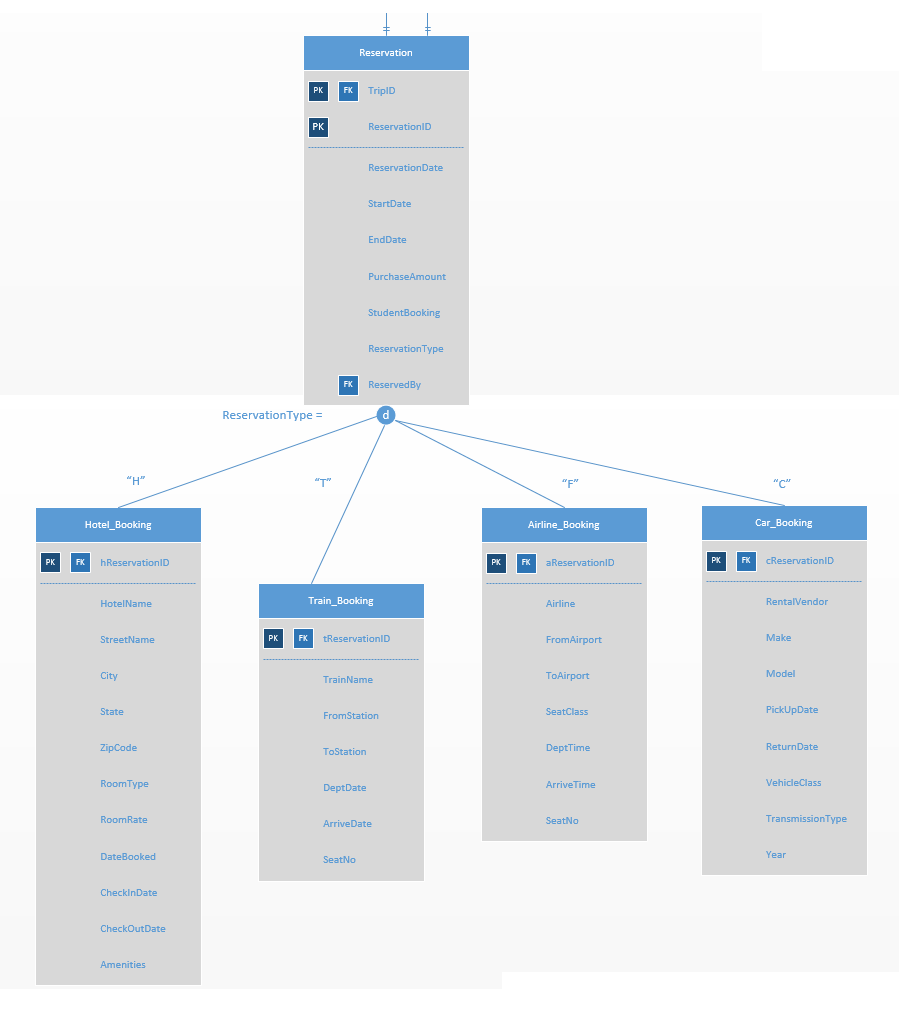 Reservation
PK FK TripID
PK ReservationID
ReservationDate
StartDate
EndDate
PurchaseAmount
StudentBooking
ReservationType
FK ReservedBy
ReservationType = d
“H” “T” “F” “C”
Hotel_Booking
PK FK hReservationID
HotelName
StreetName
City
State
ZipCode
RoomType
RoomRate
DateBooked
CheckInDate
CheckOutDate
Amenities
Train_Booking
PK FK tReservationID
TrainName
FromStation
ToStation
DeptDate
ArriveDate
SeatNo
Airline_Booking
PK FK aReservationID
Airline
FromAirport
ToAirport
SeatClass
DeptTime
ArriveTime
SeatNo
Car_Booking
PK FK cReservationID
RentalVendor
Make
Model
PickUpDate
ReturnDate
VehicleClass
TransmissionType
Year